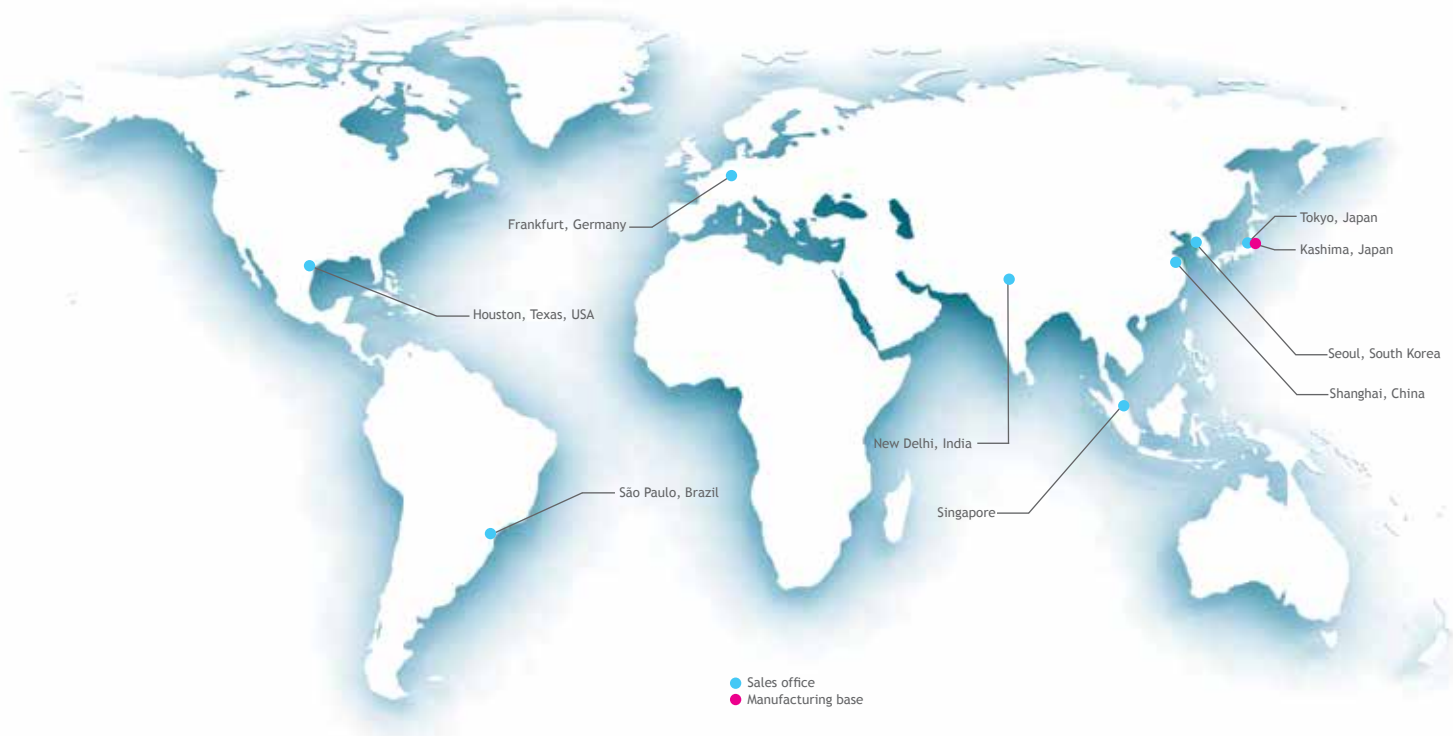 Tokyo, Japan
Frankfurt, Germany
Kashima, Japan
Houston, Texas, USA
Seoul, South Korea
Shanghai, China
New Delhi, India
São Paulo, Brazil
Singapore
Sales office
Manufacturing base